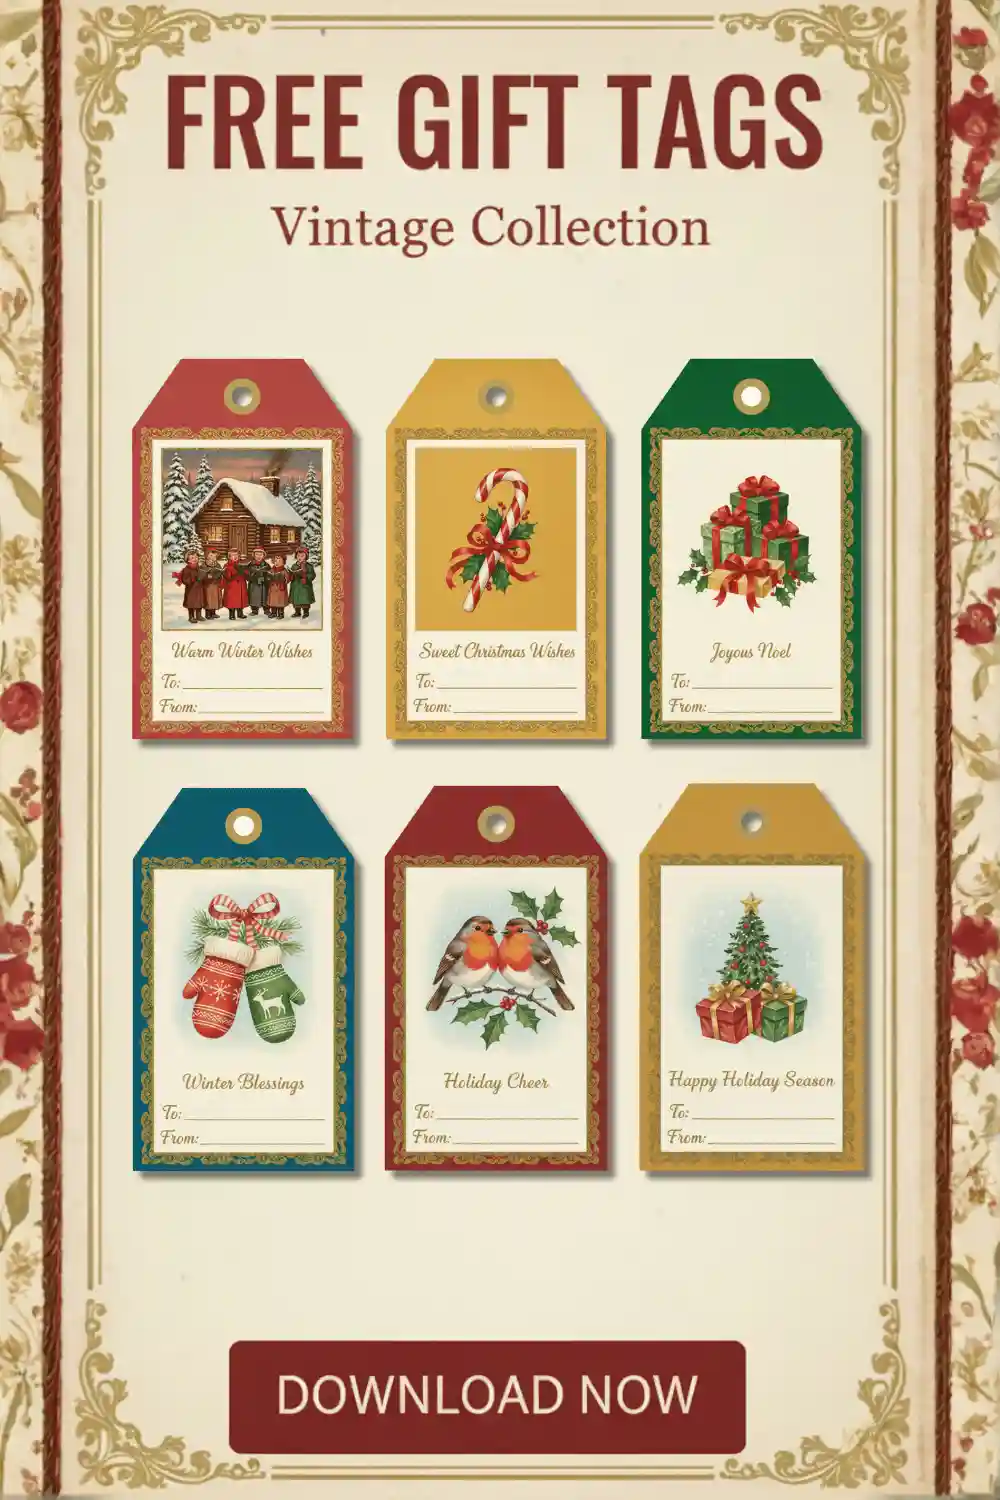 FREE GIFT TAGS
Vintage Collection
Warm Winter Wishes
To:
From:
Sweet Christmas Wishes
To:
From:
Joyous Noel
To:
From:
Winter Blessings
To:
From:
Holiday Cheer
To:
From:
Happy Holiday Season
To:
From:
DOWNLOAD NOW